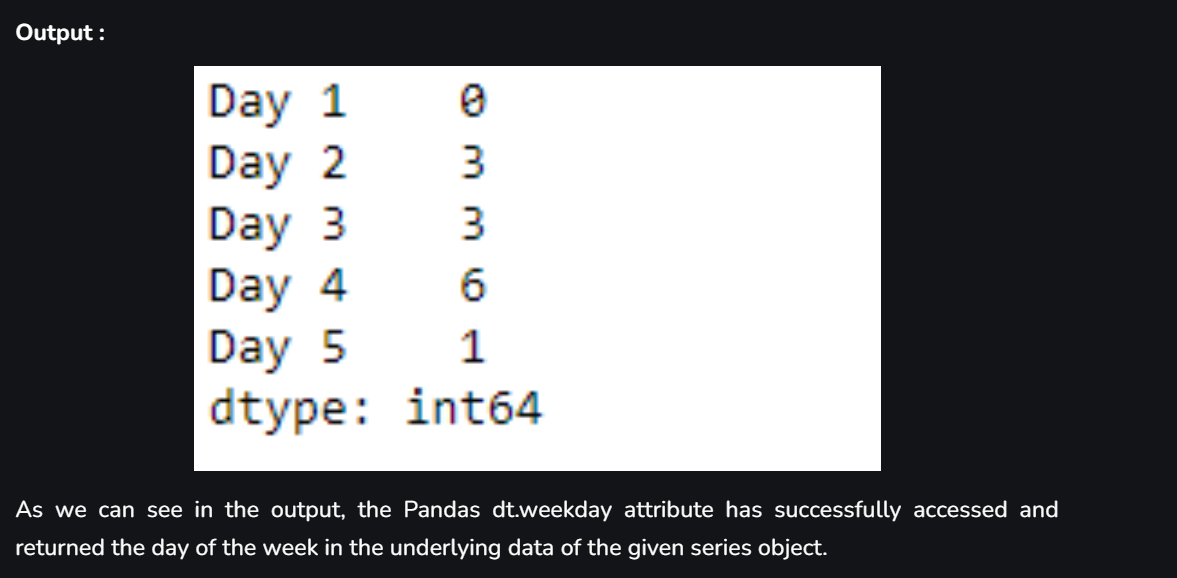 Output :
Day 1 0
Day 2 3
Day 3 3
Day 4 6
Day 5 1
dtype: int64
As we can see in the output, the Pandas dt.weekday attribute has successfully accessed and
returned the day of the week in the underlying data of the given series object.